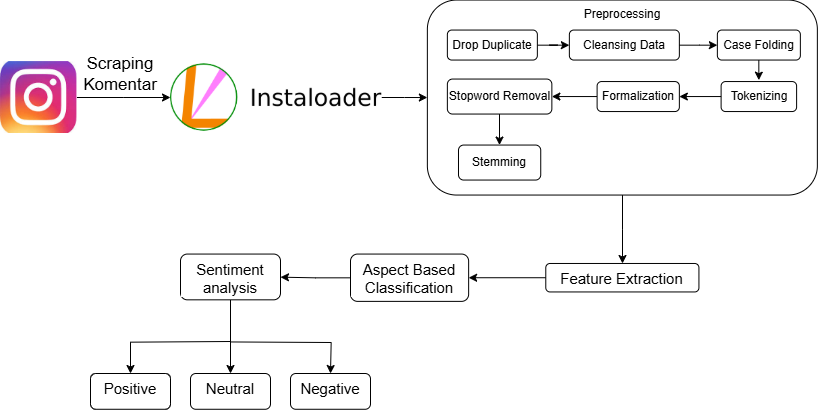 Preprocessing
Drop Duplicate
Cleansing Data
Case Folding
Scraping
Komentar
Instaloader
Stopword Removal
Formalization
Tokenizing
Stemming
Sentiment
analysis
Aspect Based
Classification
Feature Extraction
Positive
Neutral
Negative